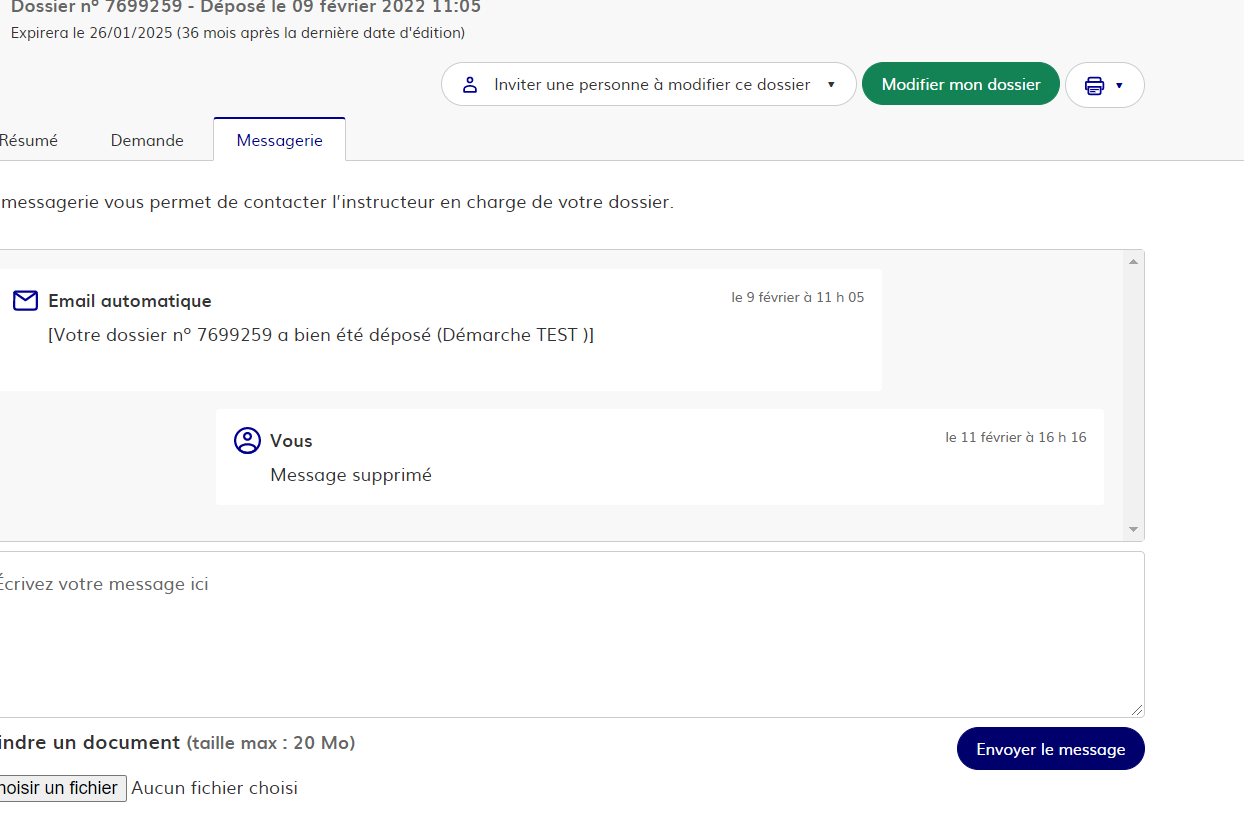 Dossier nº 7699259 - Déposé le 09 février 2022 11:05
Expirera le 26/01/2025 (36 mois après la dernière date d'édition)
Inviter une personne à modifier ce dossier ▼ Modifier mon dossier ▼
Résumé Demande Messagerie
messagerie vous permet de contacter l'instructeur en charge de votre dossier.
Email automatique le 9 février à 11 h 05
[Votre dossier nº 7699259 a bien été déposé (Démarche TEST )]
Vous le 11 février à 16 h 16
Message supprimé
Écrivez votre message ici
indre un document (taille max : 20 Mo)
Envoyer le message
hoisir un fichier Aucun fichier choisi